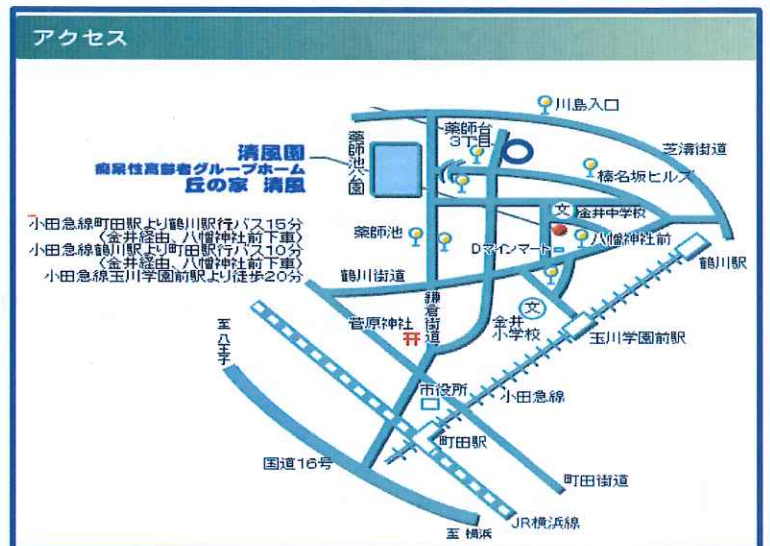 アクセス
川島入口
薬師台
3丁目
芝溝街道
薬師池公園
清風園
痴呆性高齢者グループホーム
丘の家 清風
榛名坂ヒルズ
文
金井中学校
小田急線町田駅より鶴川駅行バス15分
〈金井経由、八幡神社前下車〉
小田急線鶴川駅より町田駅行バス10分
〈金井経由、八幡神社前下車〉
小田急線玉川学園前駅より徒歩20分
薬師池
Dマインマート
八幡神社前
鶴川駅
鶴川街道
鎌倉街道
菅原神社
文
金井
小学校
玉川学園前駅
至 八王子
市役所
小田急線
町田駅
国道16号
町田街道
JR横浜線
至 横浜